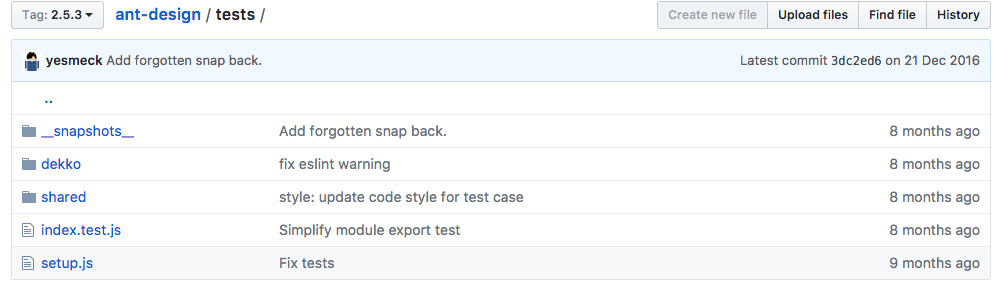 Tag: 2.5.3 ant-design / tests / Create new file Upload files Find file History
yesmeck Add forgotten snap back. Latest commit 3dc2ed6 on 21 Dec 2016
..
__snapshots__ Add forgotten snap back. 8 months ago
dekko fix eslint warning 8 months ago
shared style: update code style for test case 8 months ago
index.test.js Simplify module export test 8 months ago
setup.js Fix tests 9 months ago